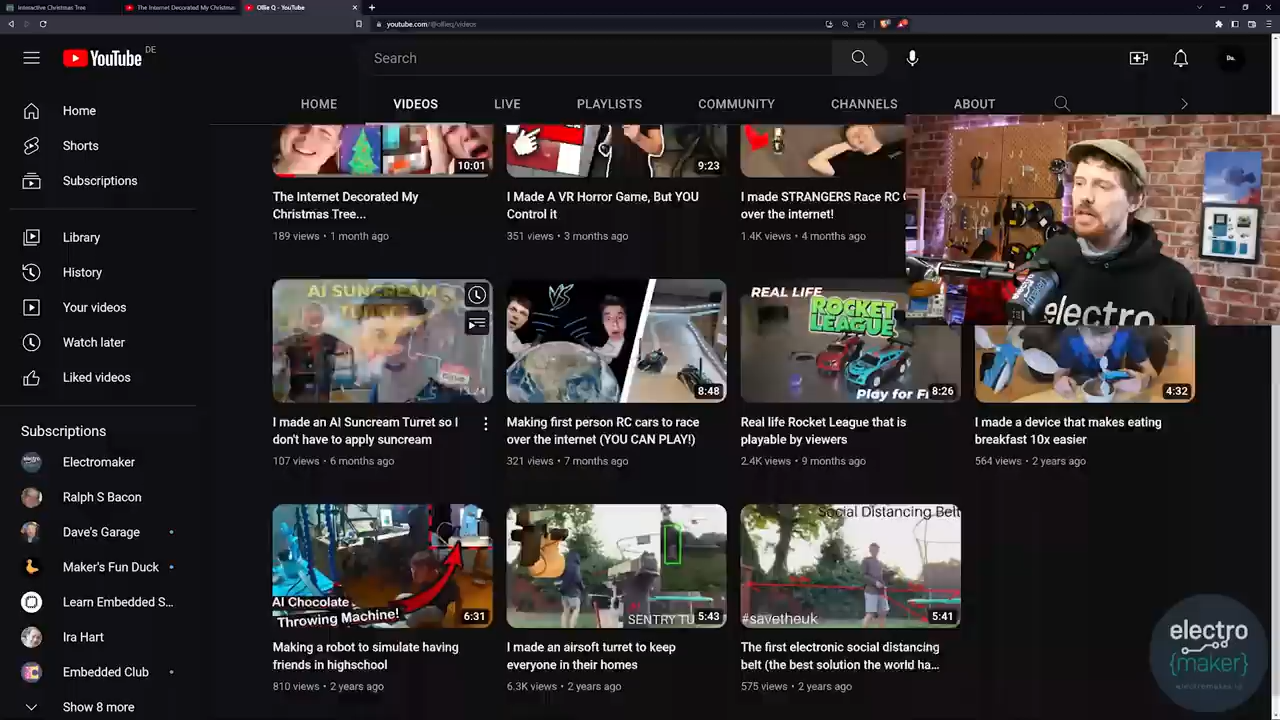 Interactive Christmas Tree
The Internet Decorated My Christmas
Ollie Q - YouTube
youtube.com/@ollieq/videos
YouTube DE
Search
HOME
VIDEOS
LIVE
PLAYLISTS
COMMUNITY
CHANNELS
ABOUT
Home
Shorts
Subscriptions
Library
History
Your videos
Watch later
Liked videos
Subscriptions
Electromaker
Ralph S Bacon
Dave's Garage
Maker's Fun Duck
Learn Embedded S...
Ira Hart
Embedded Club
Show 8 more
10:01
The Internet Decorated My
Christmas Tree...
189 views • 1 month ago
9:23
I Made A VR Horror Game, But YOU
Control it
351 views • 3 months ago
I made STRANGERS Race RC
over the internet!
1.4K views • 4 months ago
electro
AI SUNCREAM
I made an AI Suncream Turret so I
don't have to apply suncream
107 views • 6 months ago
VS
8:48
Making first person RC cars to race
over the internet (YOU CAN PLAY!)
321 views • 7 months ago
REAL LIFE
ROCKET
LEAGUE
Play for F
8:26
Real life Rocket League that is
playable by viewers
2.4K views • 9 months ago
4:32
I made a device that makes eating
breakfast 10x easier
564 views • 2 years ago
AI Chocolate
Throwing Machine!
6:31
Making a robot to simulate having
friends in highschool
810 views • 2 years ago
SENTRY TU
5:43
I made an airsoft turret to keep
everyone in their homes
6.3K views • 2 years ago
Social Distancing Belt
#savetheuk
5:41
The first electronic social distancing
belt (the best solution the world ha...
575 views • 2 years ago
electro
{maker}
electromaker.io